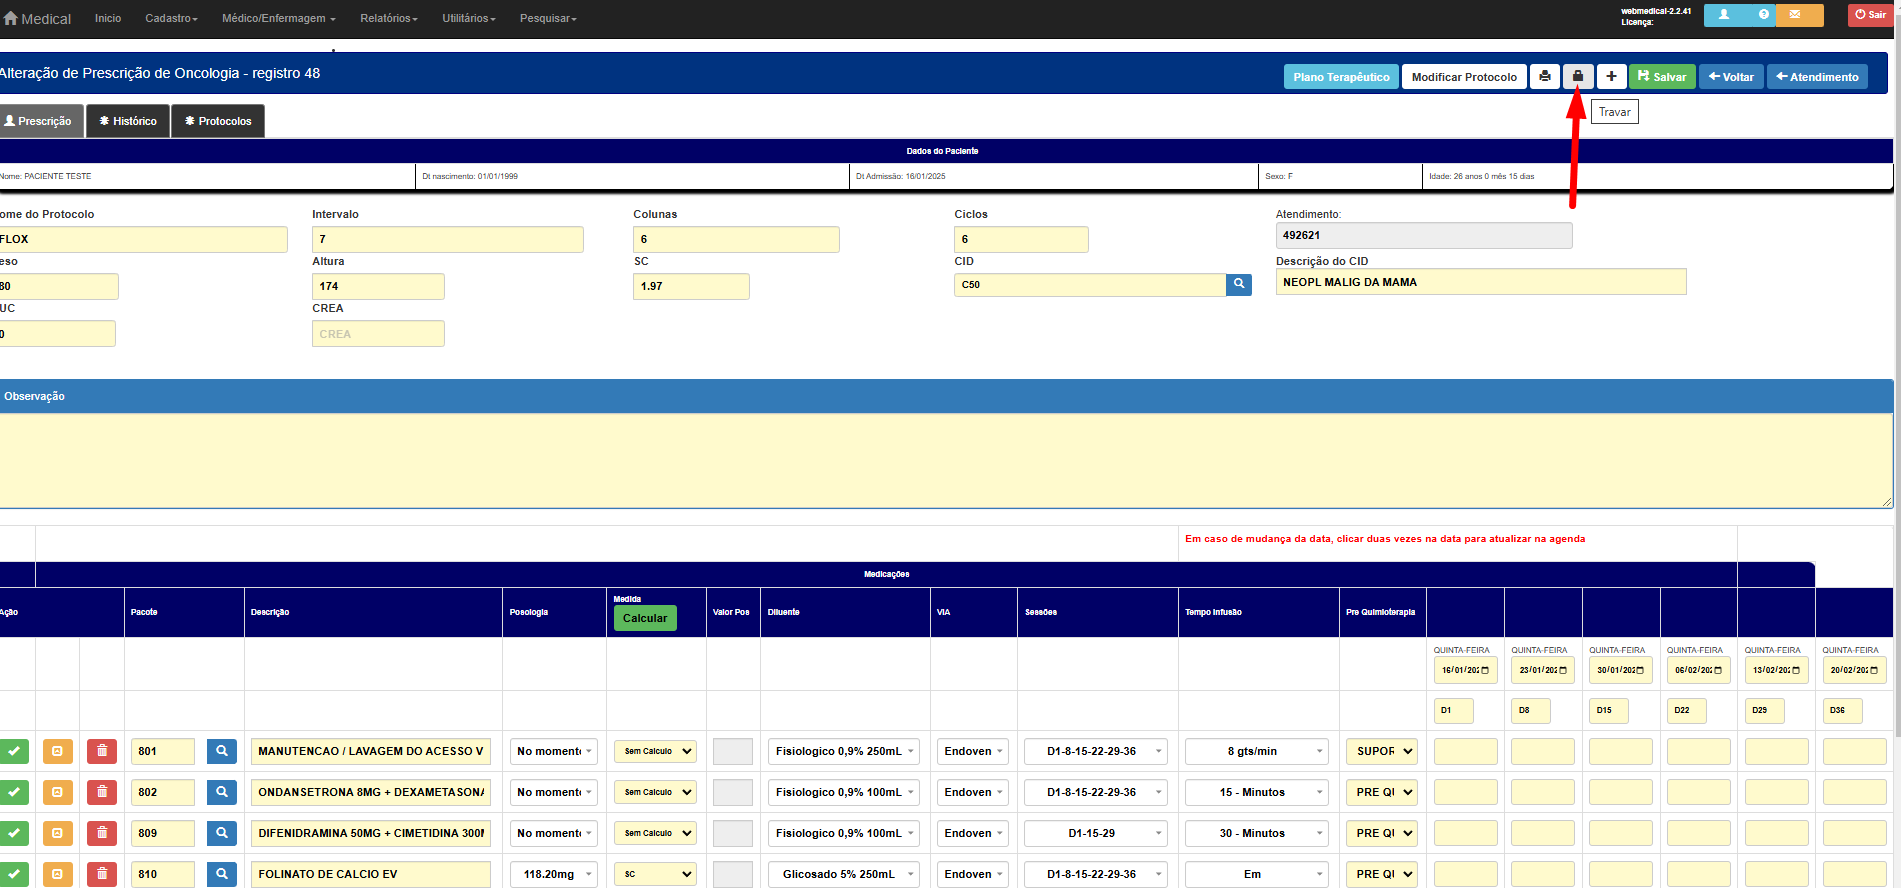 Medical Inicio Cadastro Médico/Enfermagem Relatórios Utilitários Pesquisar webmedical-2.2.41 Sair
Licença:
Alteração de Prescrição de Oncologia - registro 48 Plano Terapêutico Modificar Protocolo Salvar Voltar Atendimento
Travar
Prescrição Histórico Protocolos
Dados do Paciente
Nome: PACIENTE TESTE Dt nascimento: 01/01/1999 Dt Admissão: 16/01/2025 Sexo: F Idade: 26 anos 0 mês 15 dias
ome do Protocolo Intervalo Colunas Ciclos Atendimento:
FLOX 7 6 6 492621
eso Altura SC CID Descrição do CID
80 174 1.97 C50 NEOPL MALIG DA MAMA
UC CREA
0 CREA
Observação
Em caso de mudança da data, clicar duas vezes na data para atualizar na agenda
Medicações
Ação Pacote Descrição Posologia Medida Calcular Valor Pos Diluente VIA Sessões Tempo Infusão Pre Quimioterapia
QUINTA-FEIRA QUINTA-FEIRA QUINTA-FEIRA QUINTA-FEIRA QUINTA-FEIRA QUINTA-FEIRA
16/01/202 23/01/202 30/01/202 06/02/202 13/02/202 20/02/202
D1 D8 D15 D22 D29 D36
801 MANUTENCAO / LAVAGEM DO ACESSO V No momento Sem Calculo Fisiologico 0,9% 250mL Endoven D1-8-15-22-29-36 8 gts/min SUPOR
802 ONDANSETRONA 8MG + DEXAMETASONA No momento Sem Calculo Fisiologico 0,9% 100mL Endoven D1-8-15-22-29-36 15 - Minutos PRE QU
809 DIFENIDRAMINA 50MG + CIMETIDINA 300M No momento Sem Calculo Fisiologico 0,9% 100mL Endoven D1-15-29 30 - Minutos PRE QU
810 FOLINATO DE CALCIO EV 118.20mg SC Glicosado 5% 250mL Endoven D1-8-15-22-29-36 Em PRE QU